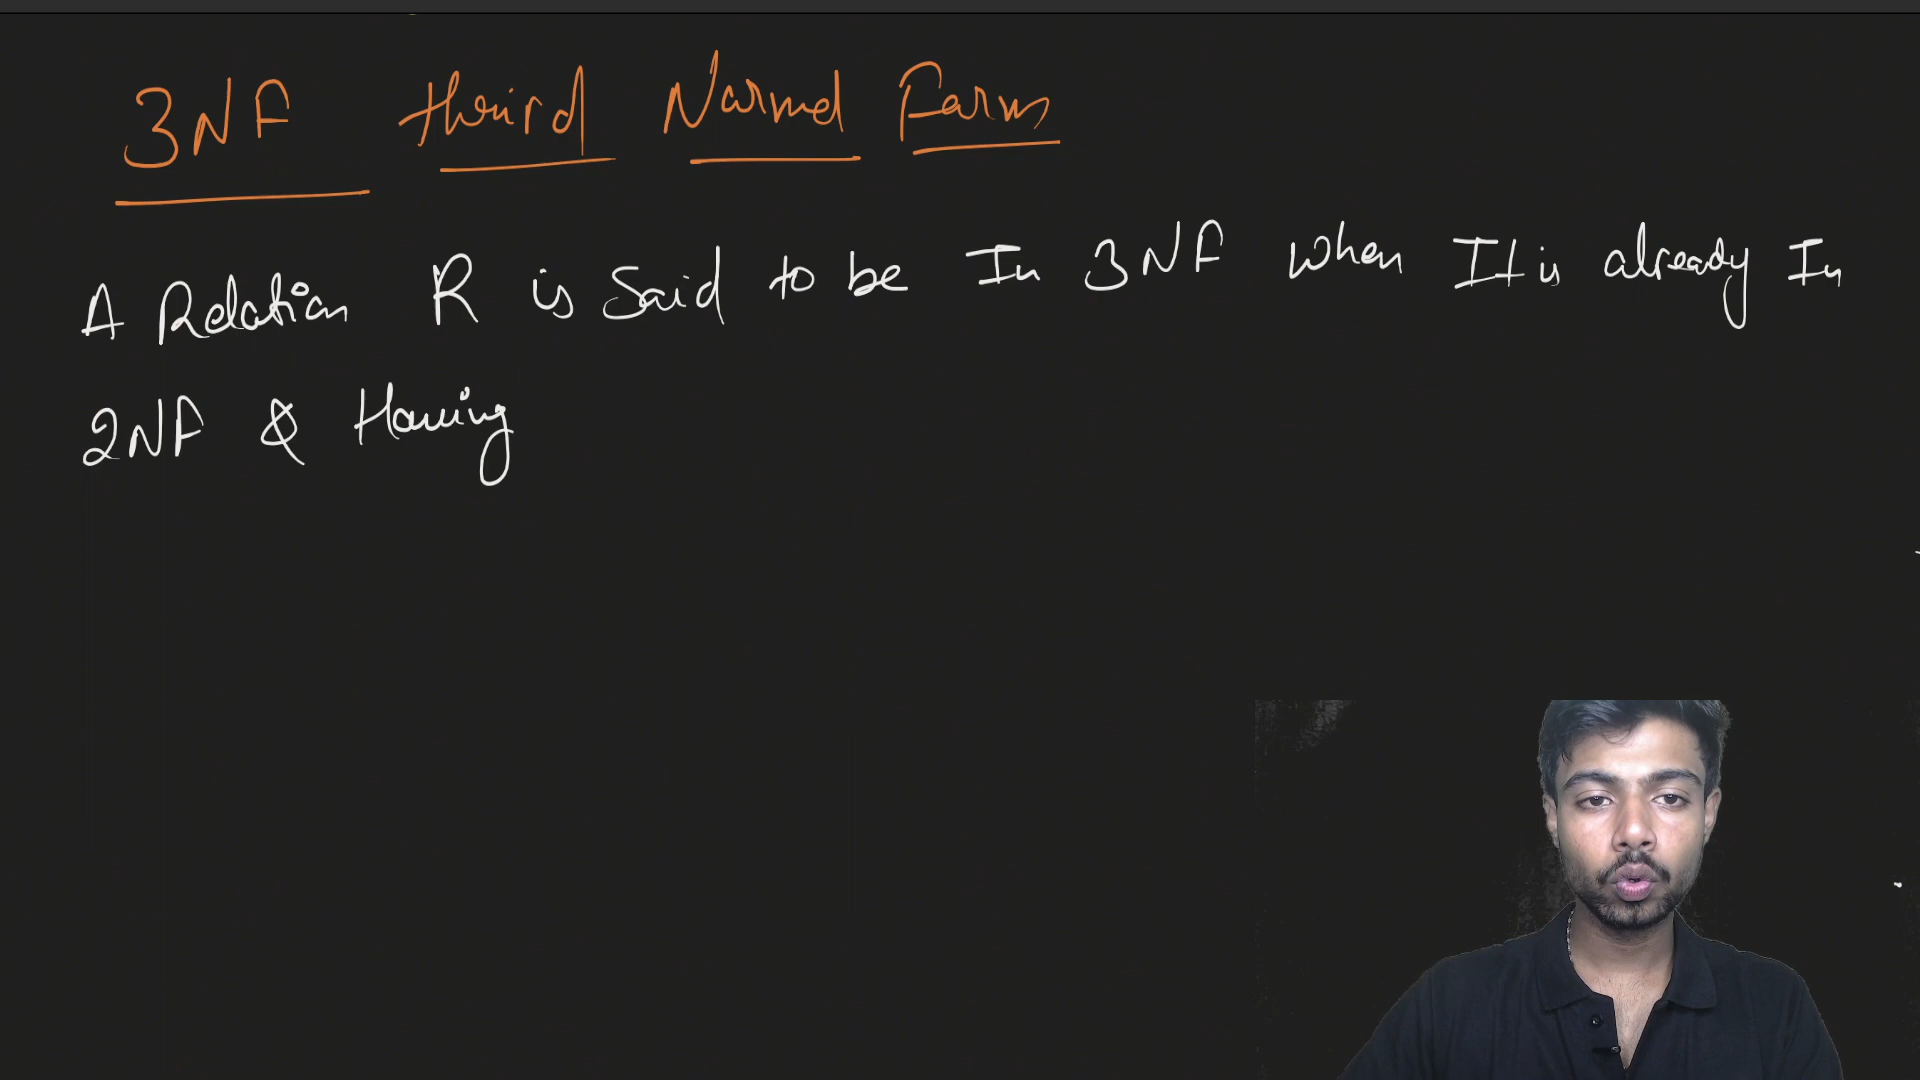 3NF Third Normal Form
A Relation R is Said to be In 3NF when It is already In
2NF & Having